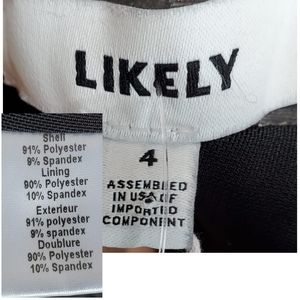 LIKELY
4
ASSEMBLED
IN USA OF
IMPORTED
COMPONENT
Shell
91% Polyester
9% Spandex
Lining
90% Polyester
10% Spandex
Exterieur
91% polyester
9% spandex
Doublure
90% Polyester
10% Spandex